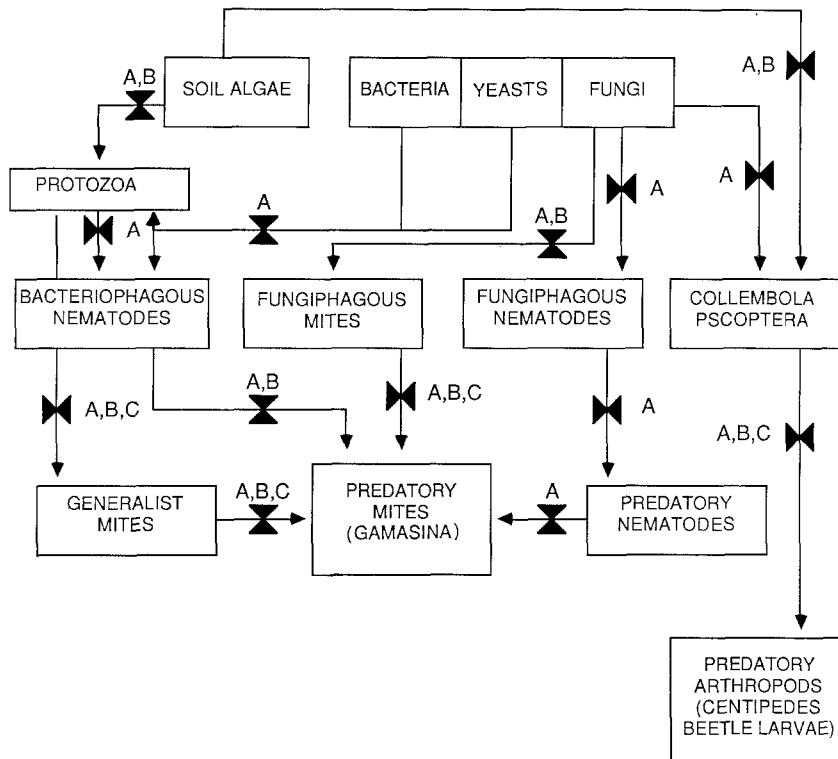 A,B
SOIL ALGAE
BACTERIA
YEASTS
FUNGI
A,B
PROTOZOA
A
A
A,B
A
A
BACTERIOPHAGOUS
NEMATODES
FUNGIPHAGOUS
MITES
FUNGIPHAGOUS
NEMATODES
COLLEMBOLA
PSCOPTERA
A,B,C
A,B
A,B,C
A
A,B,C
GENERALIST
MITES
A,B,C
PREDATORY
MITES
(GAMASINA)
A
PREDATORY
NEMATODES
PREDATORY
ARTHROPODS
(CENTIPEDES
BEETLE LARVAE)